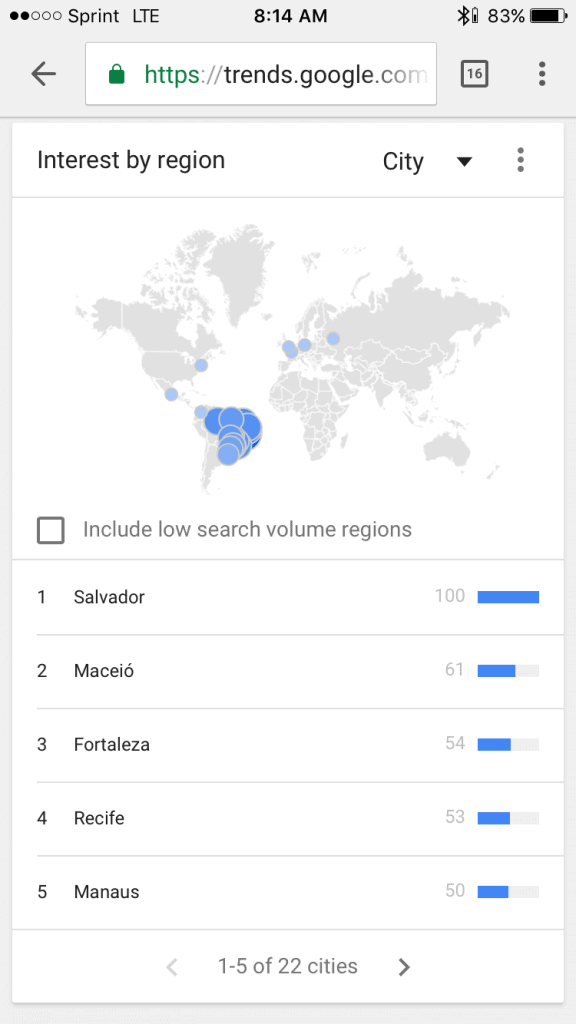 Sprint LTE 8:14 AM 83%
https://trends.google.com 16
Interest by region City
Include low search volume regions
1 Salvador 100
2 Maceió 61
3 Fortaleza 54
4 Recife 53
5 Manaus 50
1-5 of 22 cities